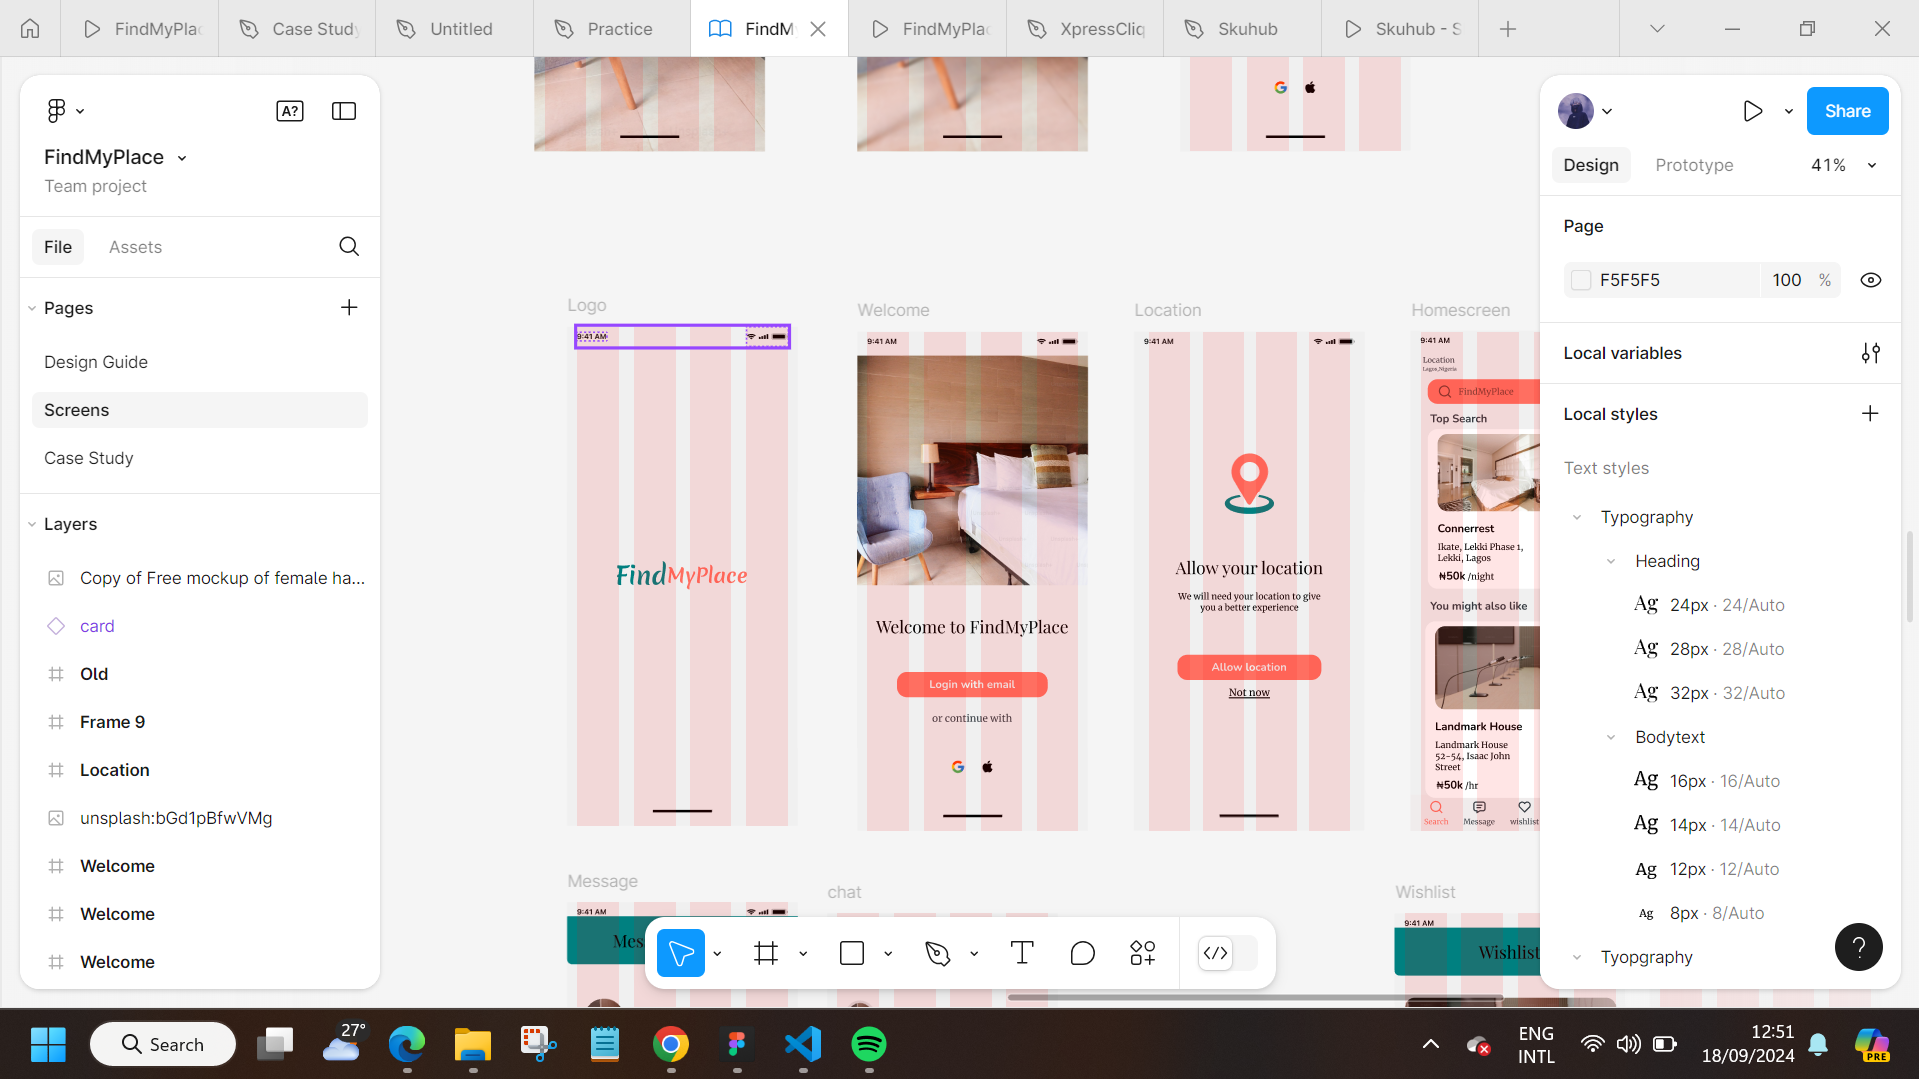 FindMyPlac
Case Study
Untitled
Practice
FindM
FindMyPlac
XpressCliq
Skuhub
Skuhub - S
A?
FindMyPlace
Team project
File
Assets
Pages
Design Guide
Screens
Case Study
Layers
Copy of Free mockup of female ha...
card
Old
Frame 9
Location
unsplash:bGd1pBfwVMg
Welcome
Welcome
Welcome
Logo
9:41 AM
FindMyPlace
Welcome
9:41 AM
Welcome to FindMyPlace
Login with email
or continue with
Location
9:41 AM
Allow your location
We will need your location to give
you a better experience
Allow location
Not now
Homescreen
9:41 AM
Location
Lagos,Nigeria
FindMyPlace
Top Search
Connerrest
Ikate, Lekki Phase 1,
Lekki, Lagos
₦50k /night
You might also like
Landmark House
Landmark House
52-54, Isaac John
Street
₦50k /hr
Search
Message
wishlist
Message
9:41 AM
Mes
chat
Wishlist
9:41 AM
Wishlist
Share
Design
Prototype
41%
Page
F5F5F5
100 %
Local variables
Local styles
Text styles
Typography
Heading
Ag 24px · 24/Auto
Ag 28px · 28/Auto
Ag 32px · 32/Auto
Bodytext
Ag 16px · 16/Auto
Ag 14px · 14/Auto
Ag 12px · 12/Auto
Ag 8px · 8/Auto
Tyopgraphy
?
27°
Search
ENG
INTL
12:51
18/09/2024
PRE